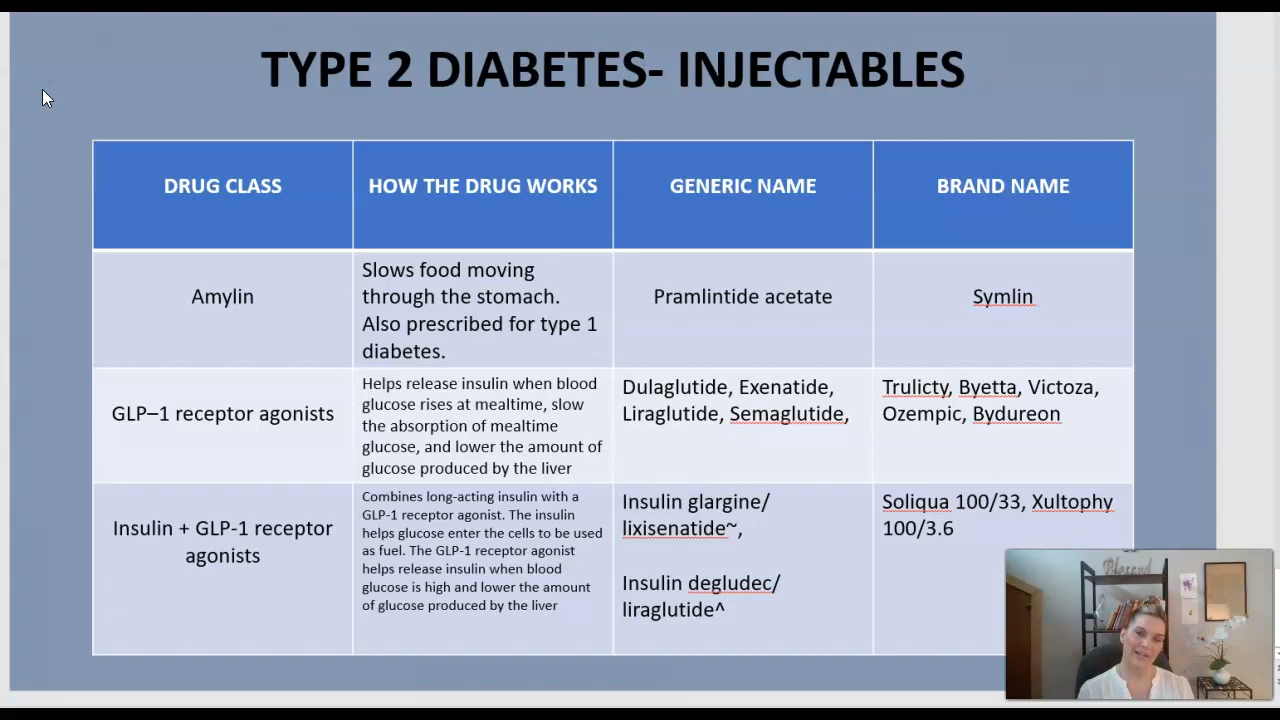 TYPE 2 DIABETES- INJECTABLES
DRUG CLASS
HOW THE DRUG WORKS
GENERIC NAME
BRAND NAME
Amylin
Slows food moving
through the stomach.
Also prescribed for type 1
diabetes.
Pramlintide acetate
Symlin
GLP–1 receptor agonists
Helps release insulin when blood
glucose rises at mealtime, slow
the absorption of mealtime
glucose, and lower the amount of
glucose produced by the liver
Dulaglutide, Exenatide,
Liraglutide, Semaglutide,
Trulicty, Byetta, Victoza,
Ozempic, Bydureon
Insulin + GLP-1 receptor
agonists
Combines long-acting insulin with a
GLP-1 receptor agonist. The insulin
helps glucose enter the cells to be used
as fuel. The GLP-1 receptor agonist
helps release insulin when blood
glucose is high and lower the amount
of glucose produced by the liver
Insulin glargine/
lixisenatide~,
Insulin degludec/
liraglutide^
Soliqua 100/33, Xultophy
100/3.6
Blessed